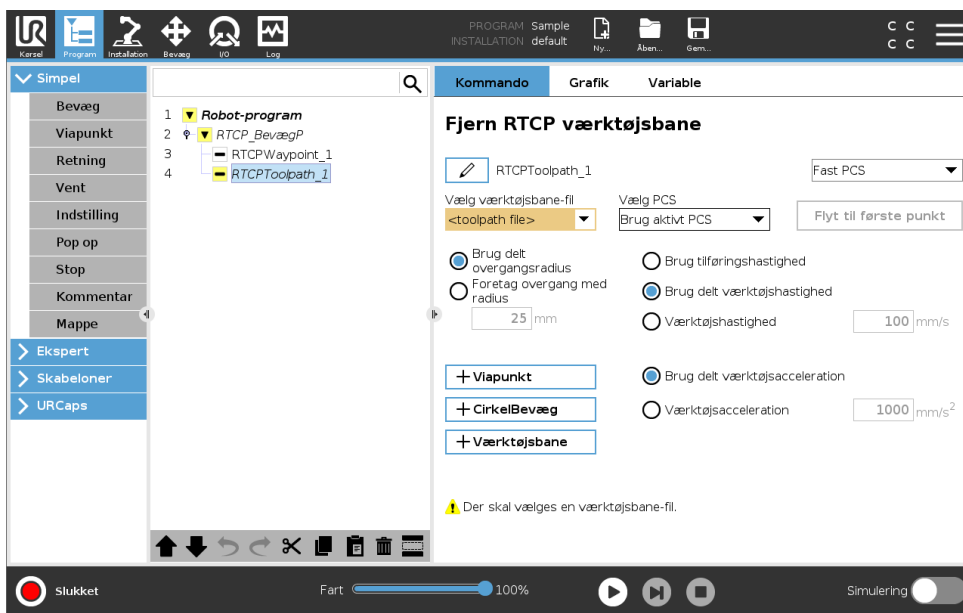 PROGRAM Sample
INSTALLATION default
Kørsel Program Installation Bevæg I/O Log Ny... Åben... Gem...
C C
C C
Simpel
Bevæg
Viapunkt
Retning
Vent
Indstilling
Pop op
Stop
Kommentar
Mappe
Ekspert
Skabeloner
URCaps
1 Robot-program
2 RTCP_BevægP
3 RTCPWaypoint_1
4 RTCPToolpath_1
Kommando Grafik Variable
Fjern RTCP værktøjsbane
RTCPToolpath_1 Fast PCS
Vælg værktøjsbane-fil Vælg PCS
<toolpath file> Brug aktivt PCS Flyt til første punkt
Brug delt
overgangsradius
Foretag overgang med
radius
25 mm
Brug tilføringshastighed
Brug delt værktøjshastighed
Værktøjshastighed 100 mm/s
+ Viapunkt
+ CirkelBevæg
+ Værktøjsbane
Brug delt værktøjsacceleration
Værktøjsacceleration 1000 mm/s²
Der skal vælges en værktøjsbane-fil.
Slukket Fart 100% Simulering